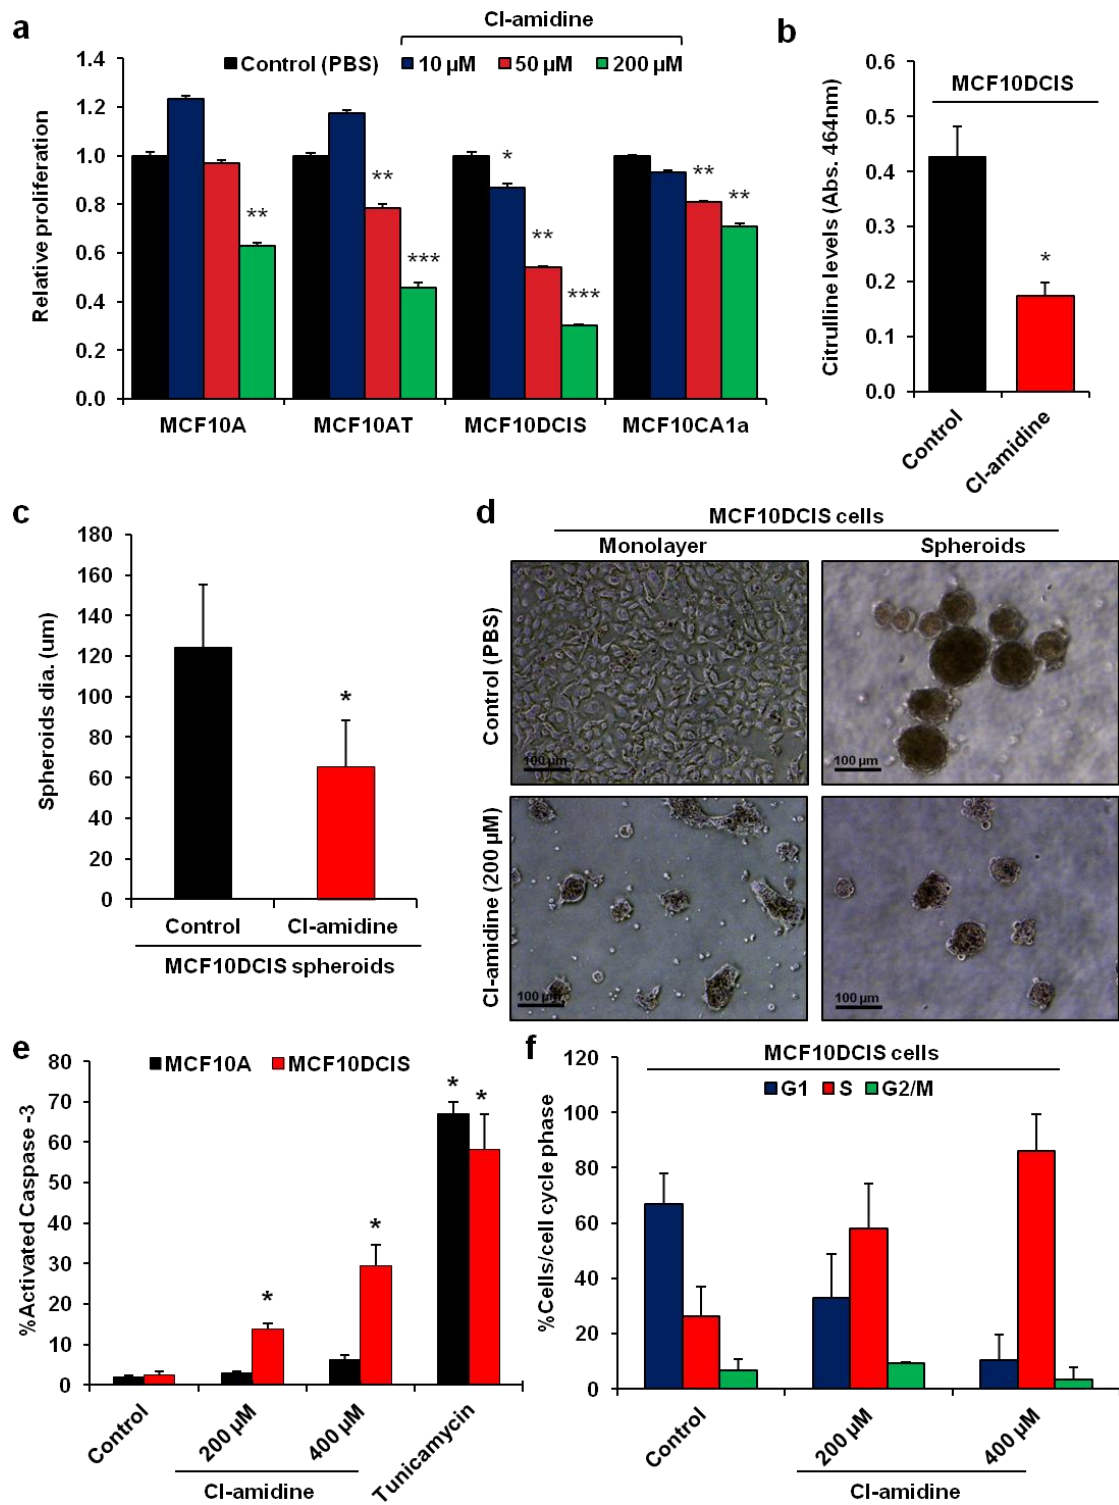 a
Cl-amidine
Control (PBS) 10 µM 50 µM 200 µM
Relative proliferation
1.4
1.2
1.0
0.8
0.6
0.4
0.2
0.0
** ** *** * ** *** ** **
MCF10A MCF10AT MCF10DCIS MCF10CA1a
b
MCF10DCIS
Citrulline levels (Abs. 464nm)
0.6
0.5
0.4
0.3
0.2
0.1
0.0
*
Control Cl-amidine
c
Spheroids dia. (um)
180
160
140
120
100
80
60
40
20
0
*
Control Cl-amidine
MCF10DCIS spheroids
d
MCF10DCIS cells
Monolayer Spheroids
Control (PBS)
100 µm 100 µm
Cl-amidine (200 µM)
100 µm 100 µm
e
MCF10A MCF10DCIS
%Activated Caspase -3
80
70
60
50
40
30
20
10
0
* * * *
Control 200 µM 400 µM Tunicamycin
Cl-amidine
f
MCF10DCIS cells
G1 S G2/M
%Cells/cell cycle phase
120
100
80
60
40
20
0
Control 200 µM 400 µM
Cl-amidine